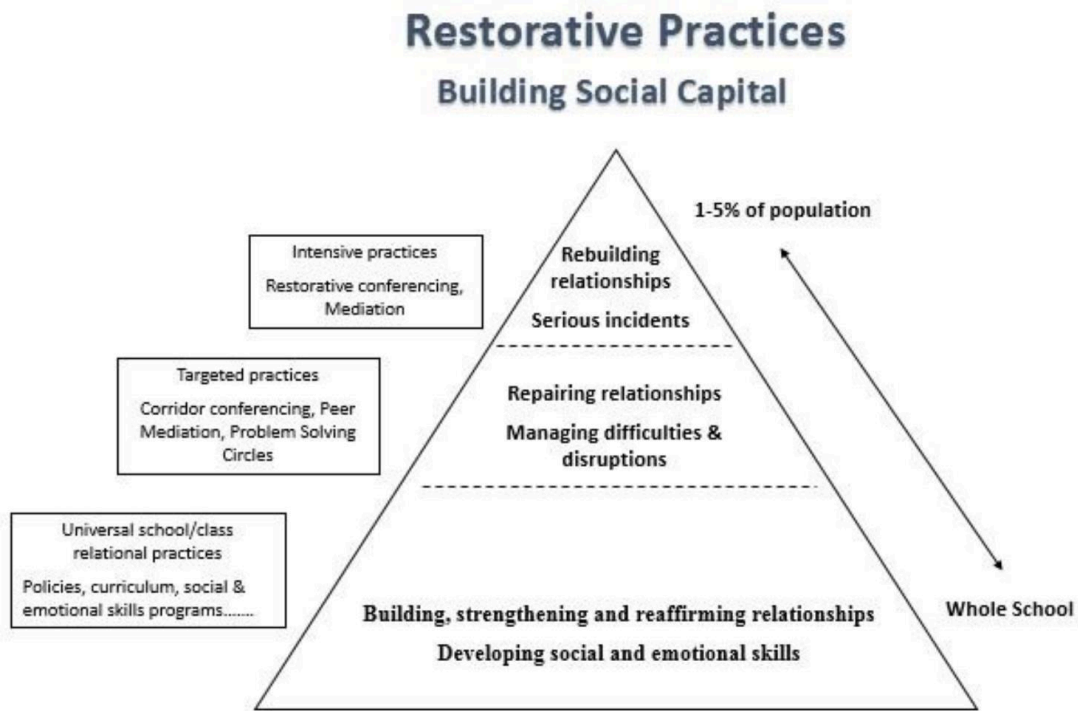 Restorative Practices
Building Social Capital
1-5% of population
Intensive practices
Restorative conferencing,
Mediation
Rebuilding
relationships
Serious incidents
Targeted practices
Corridor conferencing, Peer
Mediation, Problem Solving
Circles
Repairing relationships
Managing difficulties &
disruptions
Universal school/class
relational practices
Policies, curriculum, social &
emotional skills programs.......
Building, strengthening and reaffirming relationships
Developing social and emotional skills
Whole School